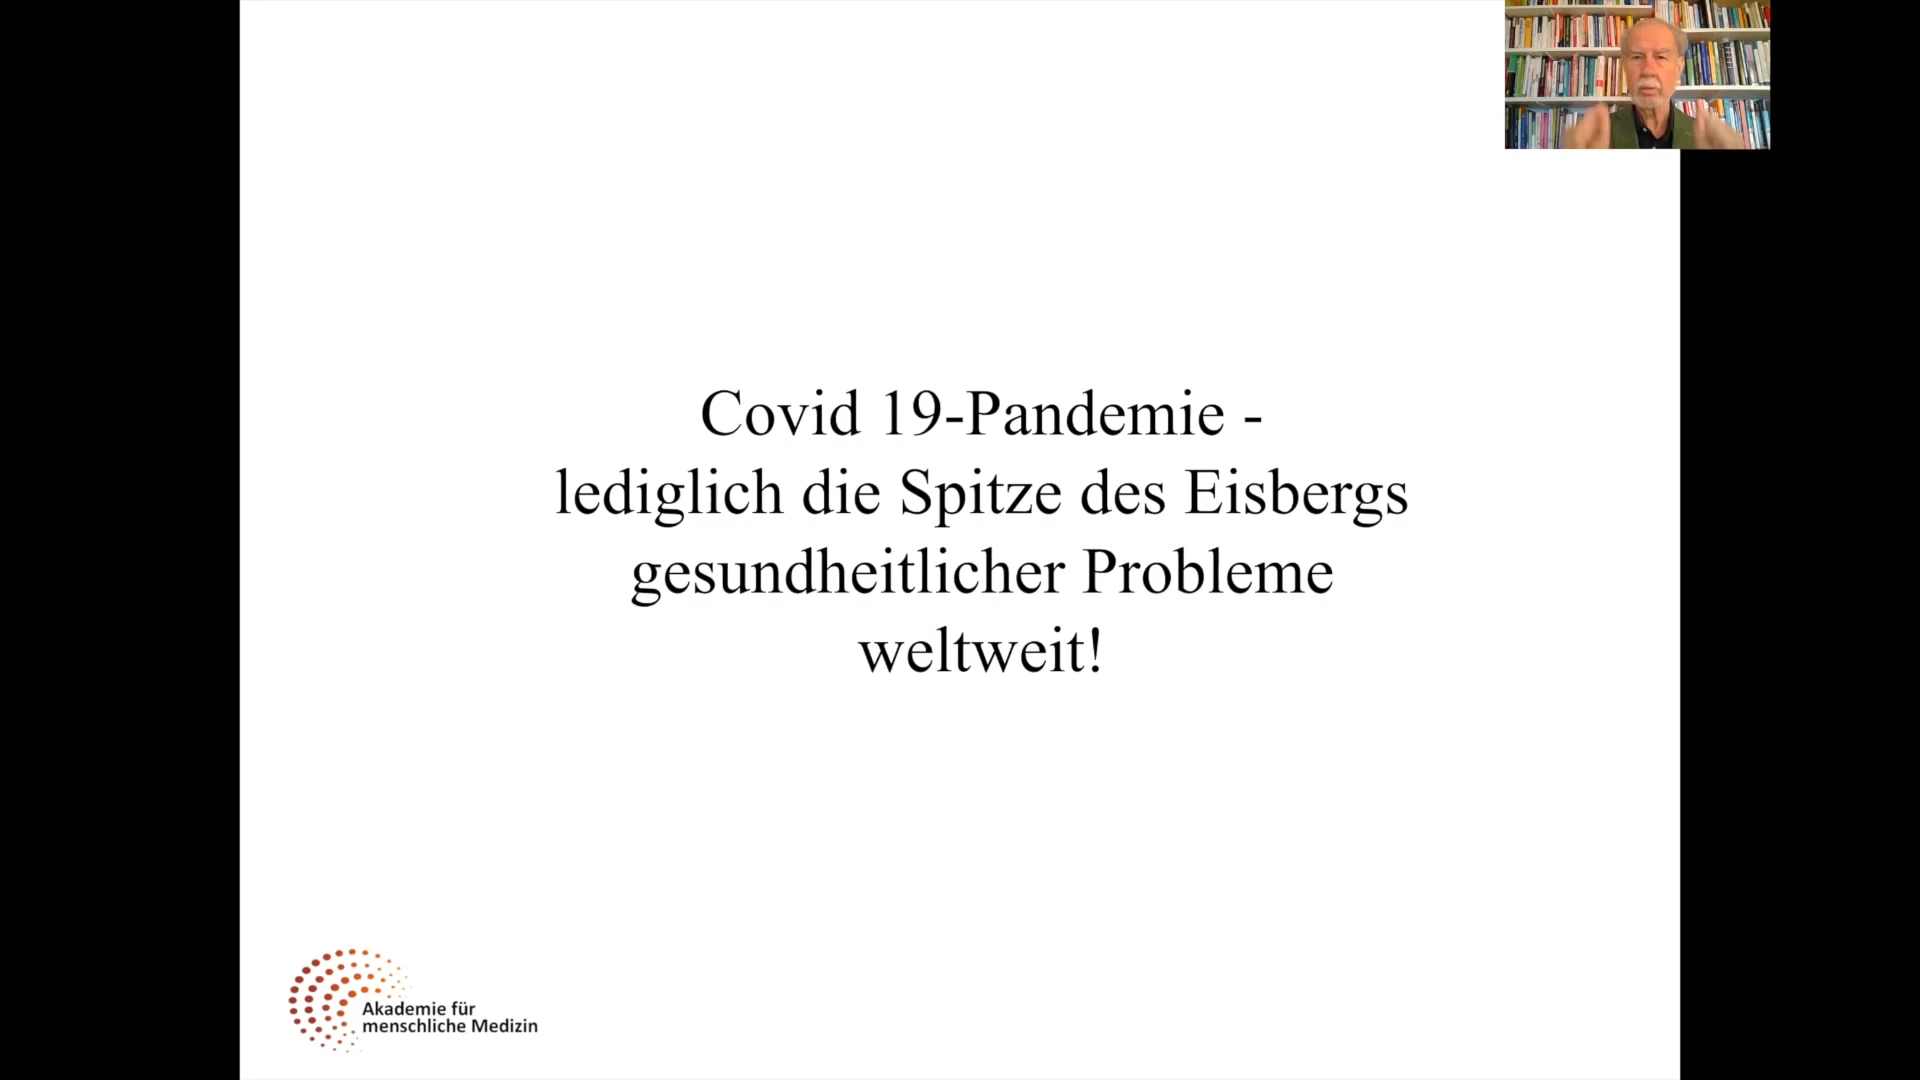 Covid 19-Pandemie -
lediglich die Spitze des Eisbergs
gesundheitlicher Probleme
weltweit!
Akademie für
menschliche Medizin